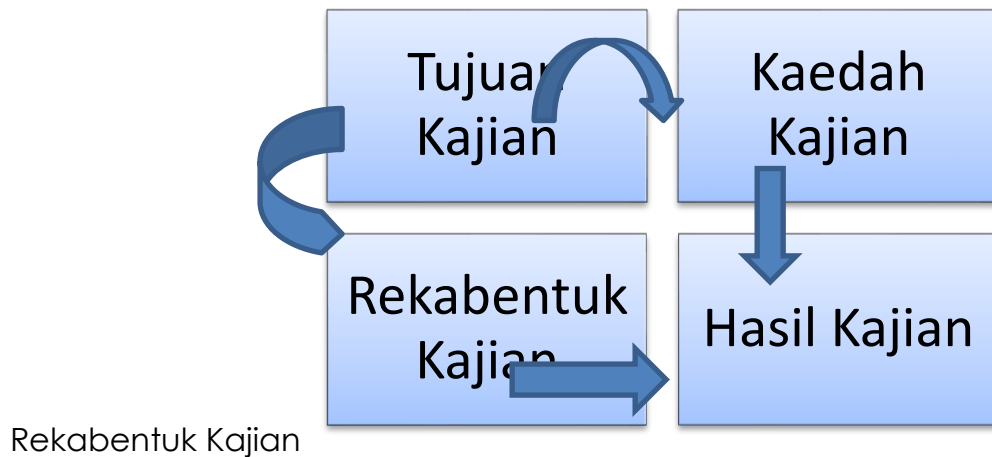 Tujuan
Kajian
Kaedah
Kajian
Rekabentuk
Kajian
Hasil Kajian
Rekabentuk Kajian